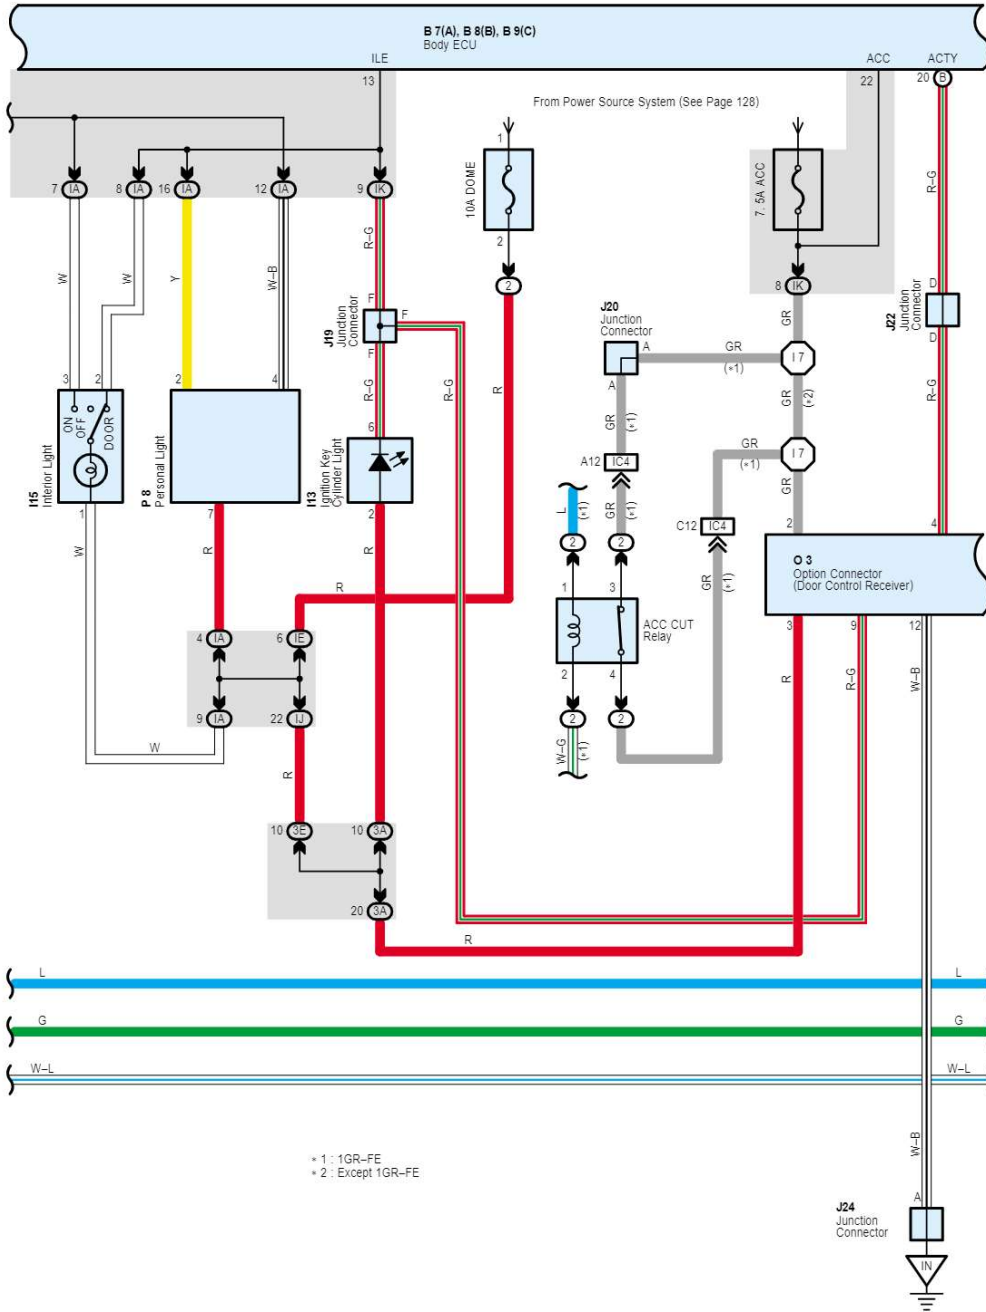 B 7(A), B 8(B), B 9(C)
Body ECU
ILE
ACC
ACTY
13
22
20 B
From Power Source System (See Page 128)
1
10A DOME
2
2
7. 5A ACC
8 IK
7 IA
8 IA
16 IA
12 IA
9 IK
W
W
Y
W–B
R–G
R–G
GR
F
F
F
J19
Junction
Connector
J20
Junction
Connector
A
A
GR
(*1)
I 7
GR
(*2)
D
D
J22
Junction
Connector
R–G
R–G
R
R–G
3
2
2
4
6
ON
OFF
DOOR
I15
Interior Light
P 8
Personal Light
I13
Ignition Key
Cylinder Light
1
7
2
GR
(*1)
A12 IC4
GR
(*1)
I 7
GR
L
(*1)
GR
(*1)
C12 IC4
GR
(*1)
2
2
2
4
O 3
Option Connector
(Door Control Receiver)
W
R
R
R
1
3
ACC CUT
Relay
2
4
3
9
12
4 IA
6 IE
9 IA
22 IJ
2
2
R
R–G
W–B
W
R
W–G
(*1)
10 3E
10 3A
20 3A
R
L
L
G
G
W–L
W–L
* 1 : 1GR–FE
* 2 : Except 1GR–FE
W–B
A
J24
Junction
Connector
IN